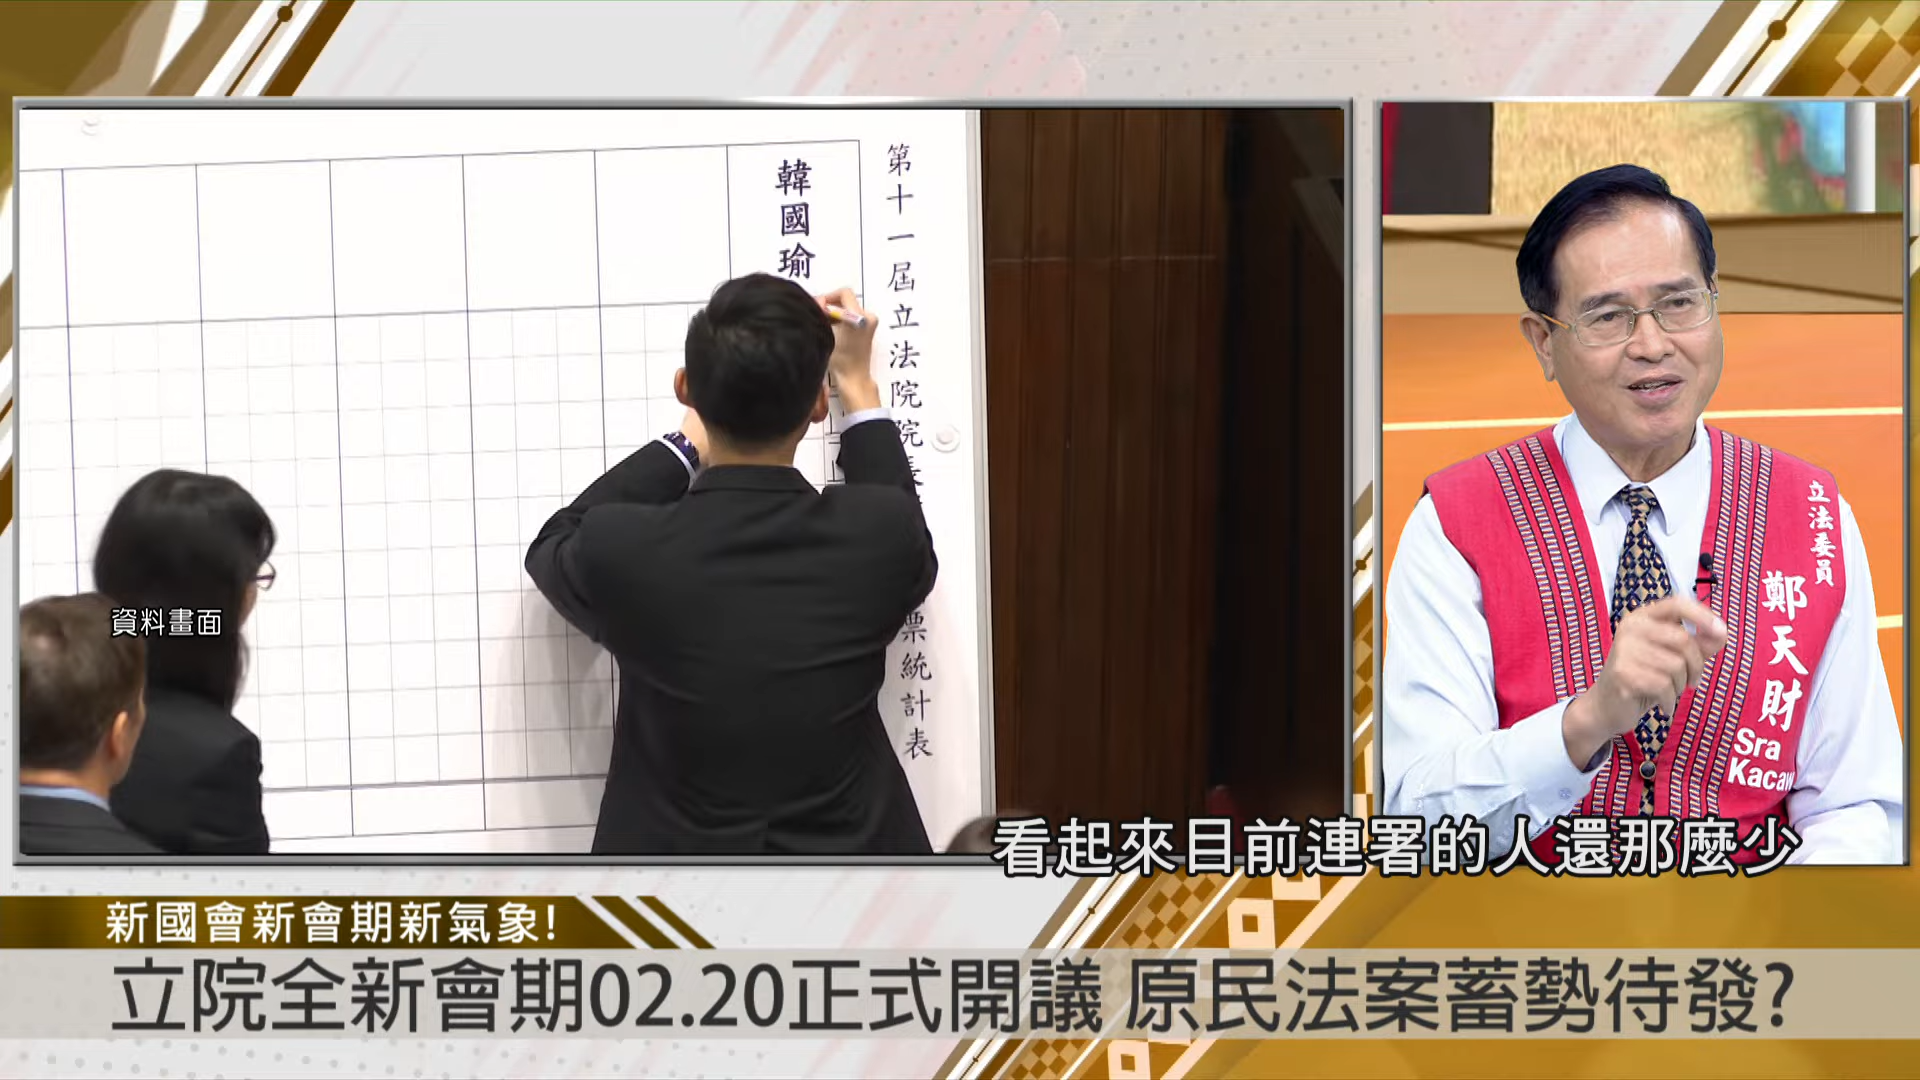 韓國瑜
第十一屆立法院院長
票統計表
資料畫面
立法委員
鄭天財
Sra
Kacaw
看起來目前連署的人還那麼少
新國會新會期新氣象!
立院全新會期02.20正式開議 原民法案蓄勢待發?